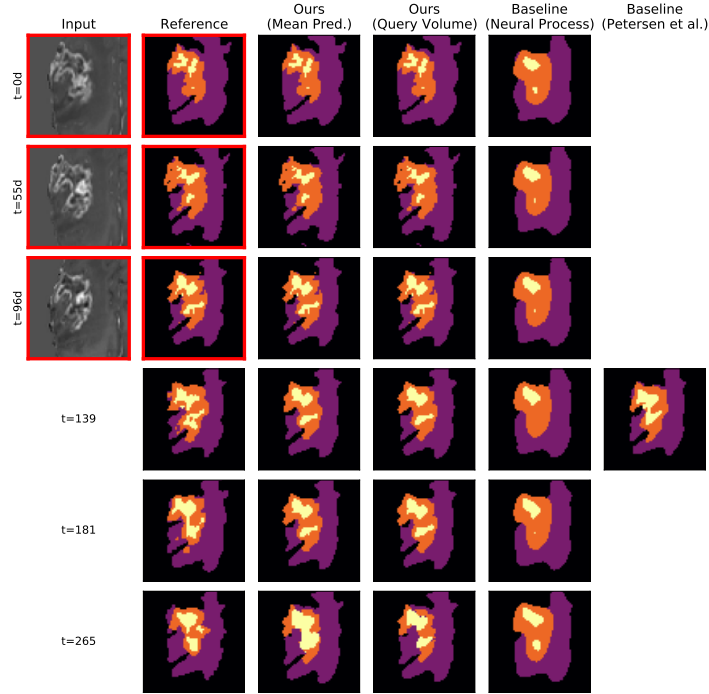 Input
Reference
Ours
(Mean Pred.)
Ours
(Query Volume)
Baseline
(Neural Process)
Baseline
(Petersen et al.)
t=0d
t=55d
t=96d
t=139
t=181
t=265